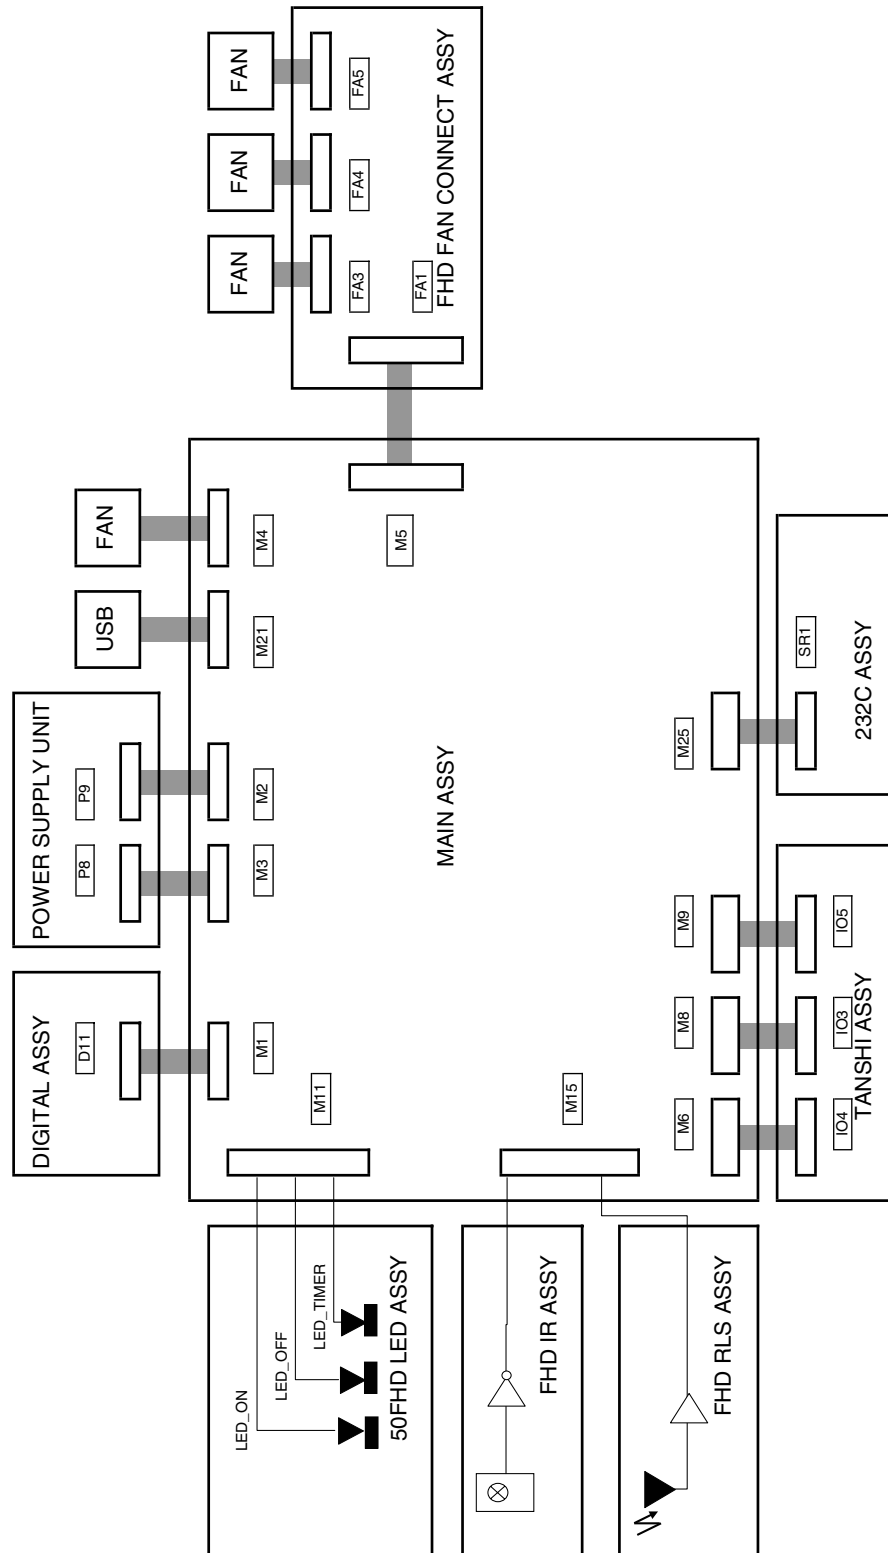 FAN
FA5
FAN
FA4
FAN
FA3
FA1
FHD FAN CONNECT ASSY
FAN
M4
M5
USB
M21
POWER SUPPLY UNIT
P9
M2
P8
M3
DIGITAL ASSY
D11
M1
M11
MAIN ASSY
M15
M25
SR1
232C ASSY
M9
IO5
M8
IO3
M6
IO4
TANSHI ASSY
LED_ON
LED_OFF
LED_TIMER
50FHD LED ASSY
FHD IR ASSY
FHD RLS ASSY